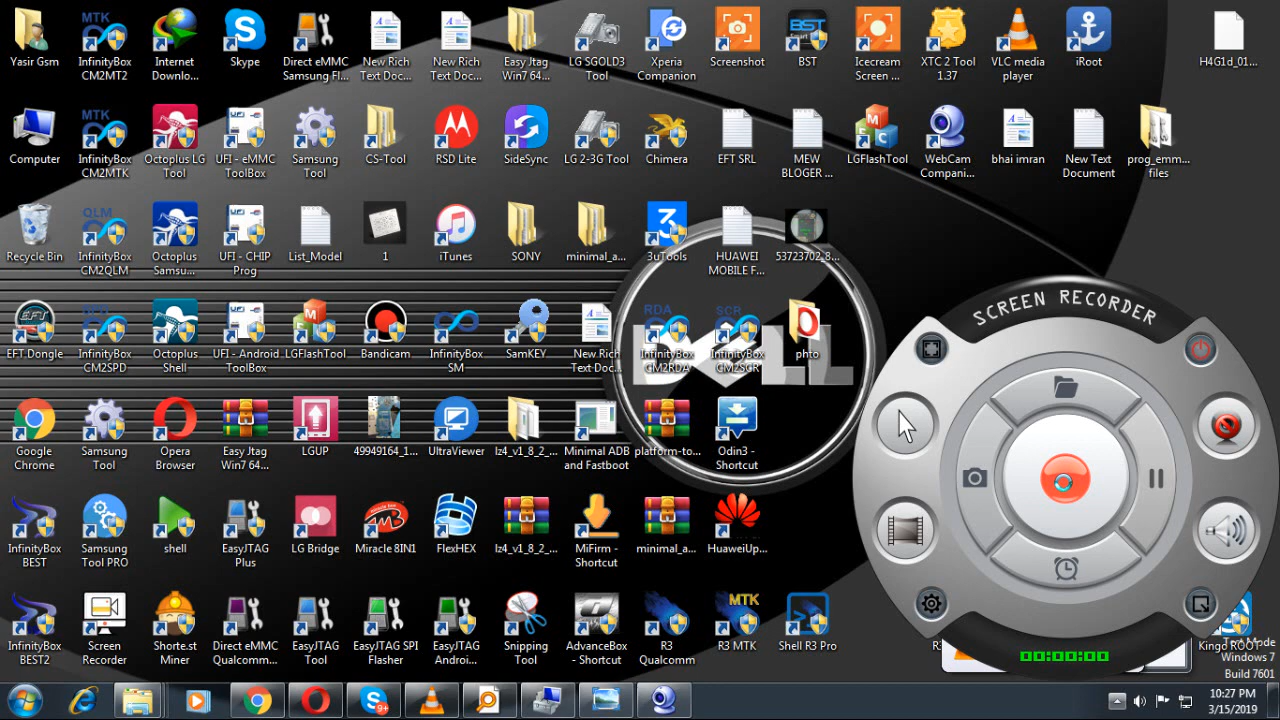 Yasir Gsm
MTK
InfinityBox
CM2MT2
Internet
Downlo...
Skype
Direct eMMC
Samsung Fl...
New Rich
Text Doc...
New Rich
Text Doc...
Easy Jtag
Win7 64...
LG SGOLD3
Tool
Xperia
Companion
Screenshot
BST
BST
Icecream
Screen ...
XTC 2 Tool
1.37
VLC media
player
iRoot
H4G1d_01...
Computer
MTK
InfinityBox
CM2MTK
Octoplus LG
Tool
UFI
UFI - eMMC
ToolBox
Samsung
Tool
CS-Tool
RSD Lite
SideSync
LG 2-3G Tool
Chimera
EFT SRL
MEW
BLOGER ...
LGFlashTool
WebCam
Compani...
bhai imran
New Text
Document
prog_emm...
files
Recycle Bin
QLM
InfinityBox
CM2QLM
Octoplus
Samsu...
UFI
UFI - CHIP
Prog
List_Model
1
iTunes
SONY
minimal_a...
3uTools
HUAWEI
MOBILE F...
53723702_8...
EFT
EFT Dongle
InfinityBox
CM2SPD
Octoplus
Shell
UFI
UFI - Android
ToolBox
LGFlashTool
Bandicam
InfinityBox
SM
SamKEY
New Rich
Text Doc...
RDA
InfinityBox
CM2RDA
SCR
InfinityBox
CM2SCR
phto
DELL
SCREEN RECORDER
Google
Chrome
Samsung
Tool
Opera
Browser
Easy Jtag
Win7 64...
LGUP
49949164_1...
UltraViewer
lz4_v1_8_2_...
Minimal ADB
and Fastboot
platform-to...
Odin3 -
Shortcut
InfinityBox
BEST
Samsung
Tool PRO
shell
EasyJTAG
Plus
LG Bridge
Miracle 8IN1
FlexHEX
lz4_v1_8_2_...
MiFirm -
Shortcut
minimal_a...
HuaweiUp...
InfinityBox
BEST2
Screen
Recorder
Shorte.st
Miner
Direct eMMC
Qualcomm...
EasyJTAG
Tool
EasyJTAG SPI
Flasher
EasyJTAG
Androi...
Snipping
Tool
AdvanceBox
- Shortcut
R3
Qualcomm
MTK
R3 MTK
Shell R3 Pro
00:00:00
Kingo ROOT
Test Mode
Windows 7
Build 7601
9+
10:27 PM
3/15/2019